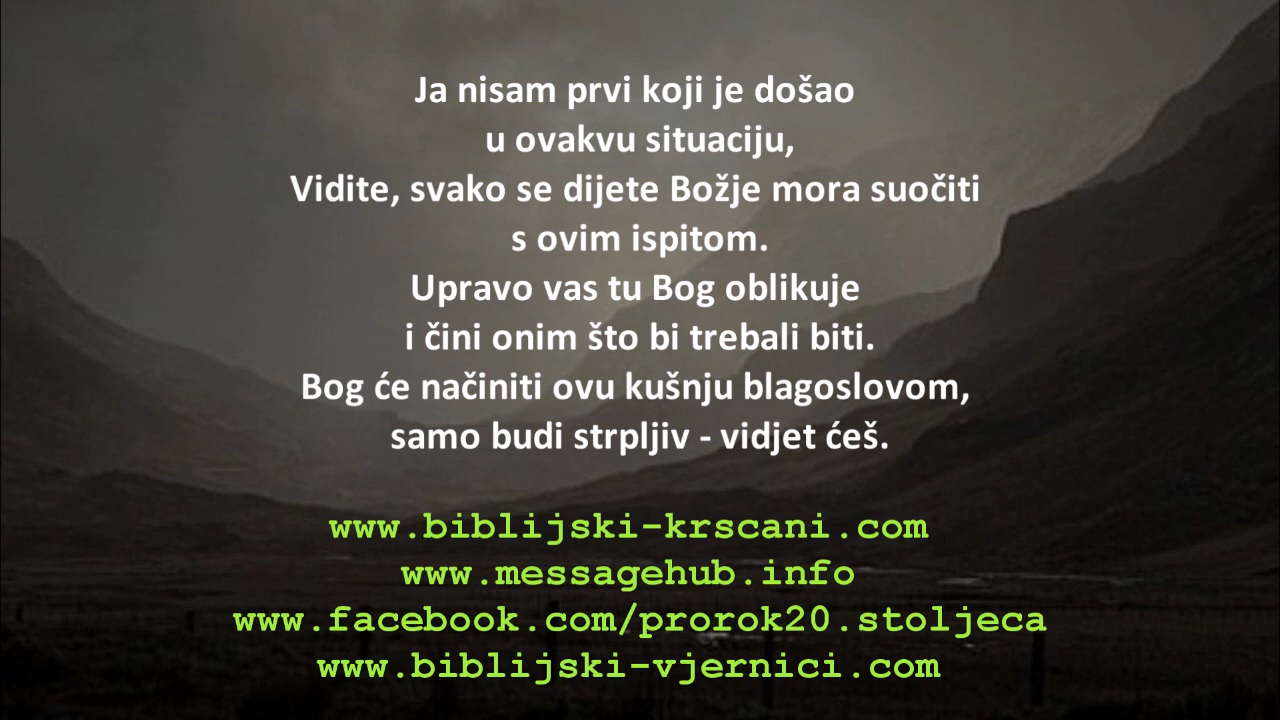 Ja nisam prvi koji je došao
u ovakvu situaciju,
Vidite, svako se dijete Božje mora suočiti
s ovim ispitom.
Upravo vas tu Bog oblikuje
i čini onim što bi trebali biti.
Bog će načiniti ovu kušnju blagoslovom,
samo budi strpljiv - vidjet ćeš.
www.biblijski-krscani.com
www.messagehub.info
www.facebook.com/prorok20.stoljeca
www.biblijski-vjernici.com